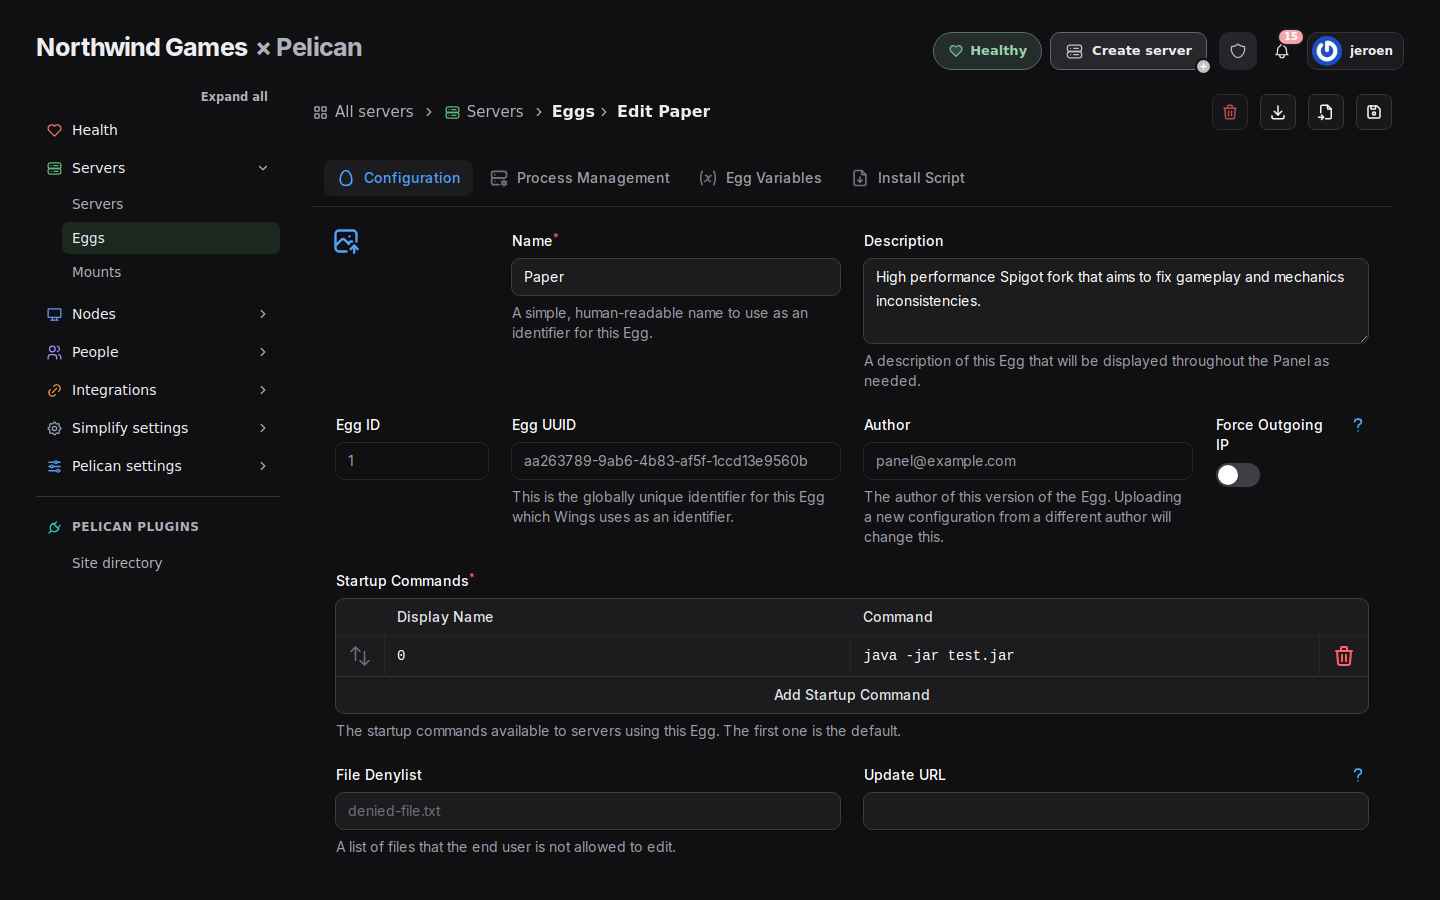 Northwind Games × Pelican
Healthy
Create server
15
jeroen
Expand all
Health
Servers
Servers
Eggs
Mounts
Nodes
People
Integrations
Simplify settings
Pelican settings
PELICAN PLUGINS
Site directory
All servers > Servers > Eggs > Edit Paper
Configuration
Process Management
Egg Variables
Install Script
Name*
Paper
A simple, human-readable name to use as an
identifier for this Egg.
Description
High performance Spigot fork that aims to fix gameplay and mechanics
inconsistencies.
A description of this Egg that will be displayed throughout the Panel as
needed.
Egg ID
1
Egg UUID
aa263789-9ab6-4b83-af5f-1ccd13e9560b
This is the globally unique identifier for this Egg
which Wings uses as an identifier.
Author
panel@example.com
The author of this version of the Egg. Uploading
a new configuration from a different author will
change this.
Force Outgoing
IP
?
Startup Commands*
Display Name
Command
0
java -jar test.jar
Add Startup Command
The startup commands available to servers using this Egg. The first one is the default.
File Denylist
denied-file.txt
A list of files that the end user is not allowed to edit.
Update URL
?